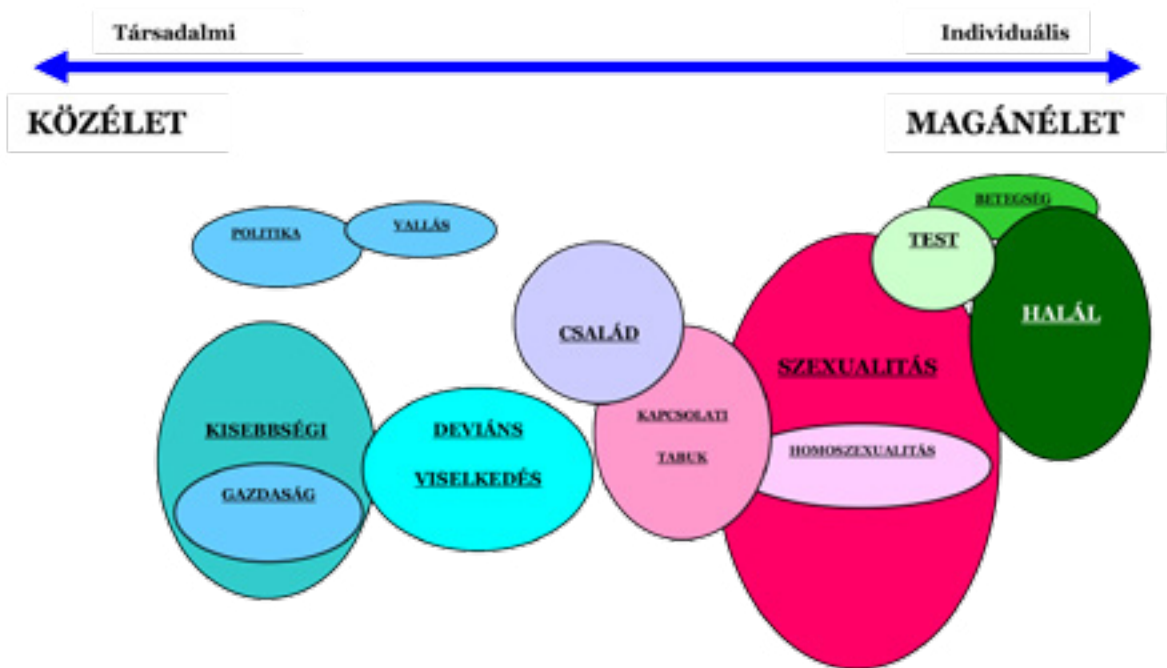 Társadalmi
Individuális
KÖZÉLET
MAGÁNÉLET
BETEGSÉG
POLITIKA
VALLÁS
TEST
HALÁL
CSALÁD
SZEXUALITÁS
KISEBBSÉGI
DEVIÁNS
VISELKEDÉS
KAPCSOLATI
TABUK
HOMOSZEXUALITÁS
GAZDASÁG